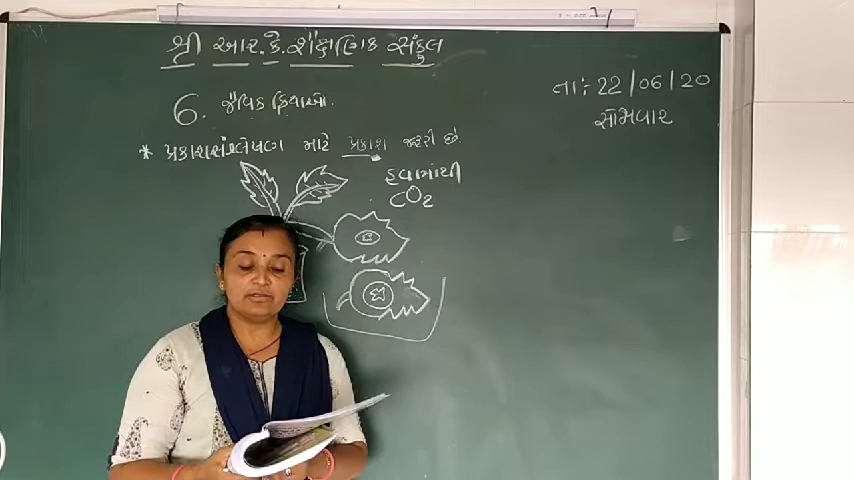 શ્રી આર.કે.શૈક્ષણિક સંકુલ
તા: 22/06/20
સોમવાર
6. જૈવિક ક્રિયાઓ.
* પ્રકાશસંશ્લેષણ માટે પ્રકાશ જરૂરી છે.
હવામાંથી
CO2